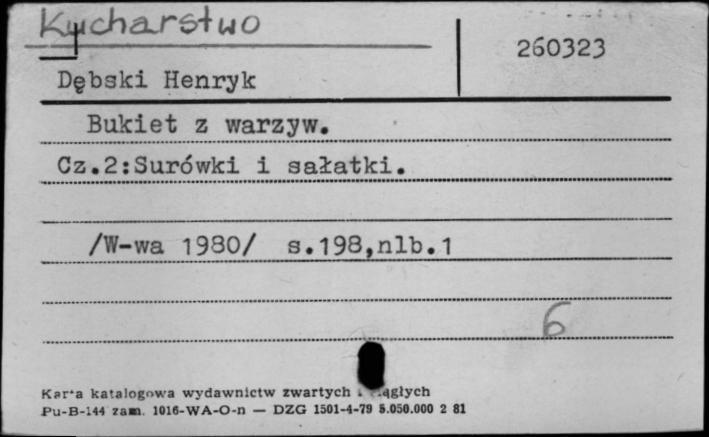 Kucharstwo
260323
Dębski Henryk
Bukiet z warzyw.
Cz.2:Surówki i sałatki.
/W-wa 1980/ s.198,nlb.1
6
Karta katalogowa wydawnictw zwartych i ciągłych
Pu-B-144 zam. 1016-WA-O-n — DZG 1501-4-79 5.050.000 2 81